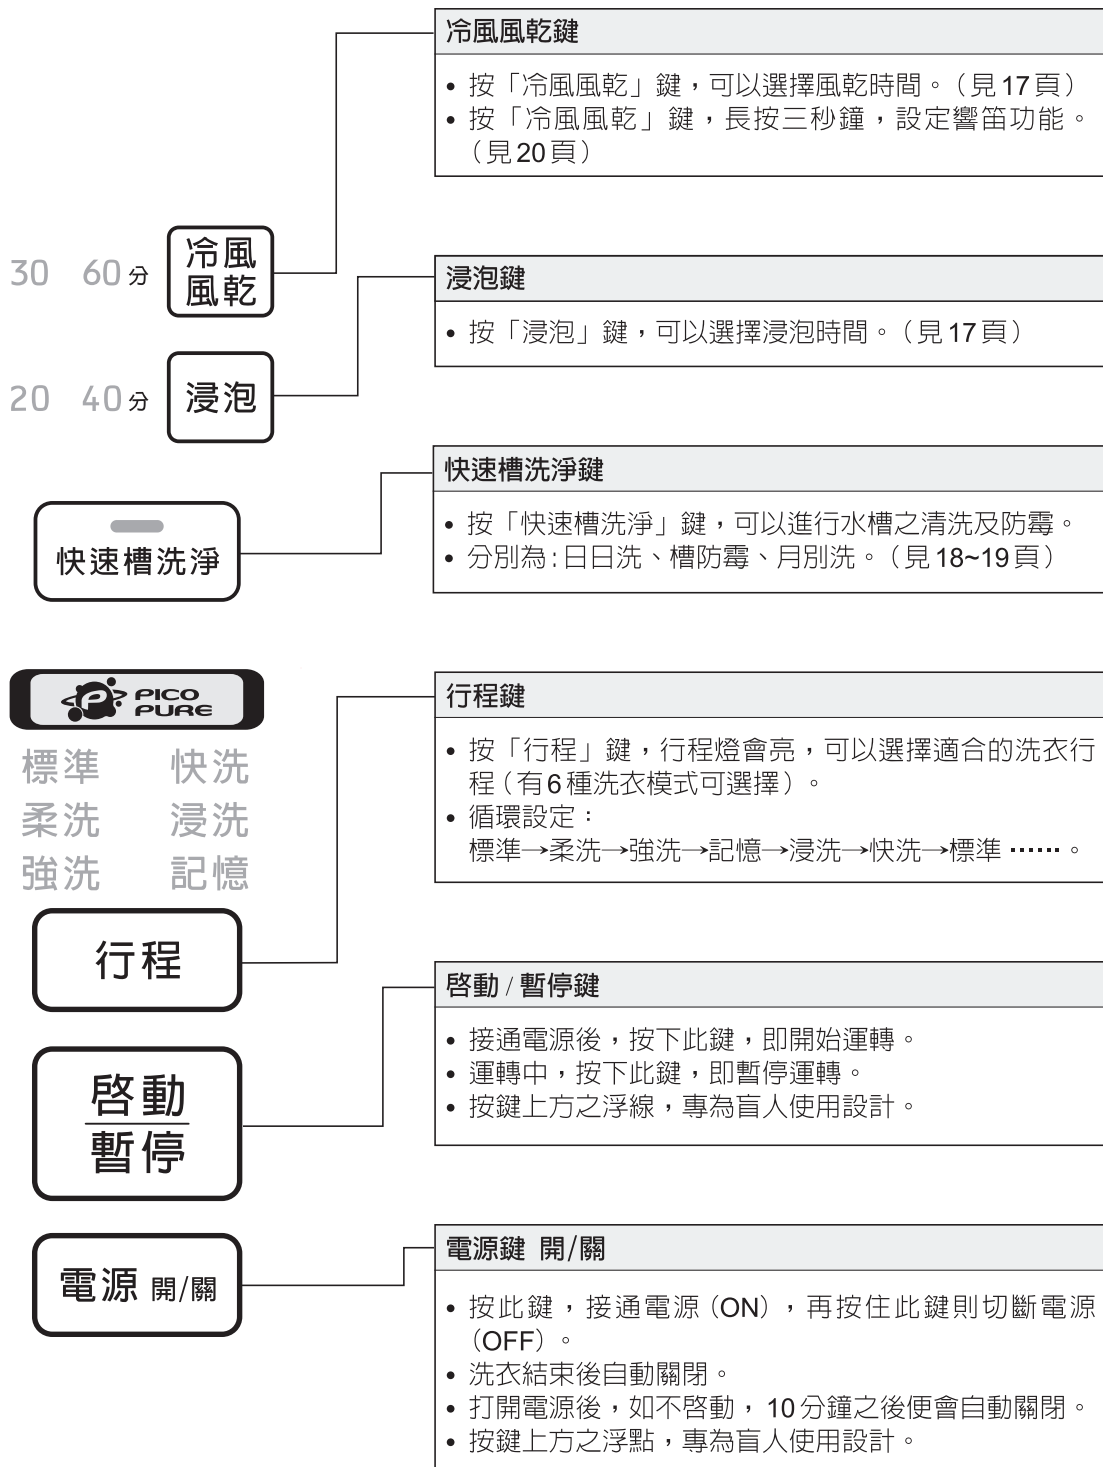 冷風風乾鍵
• 按「冷風風乾」鍵，可以選擇風乾時間。（見17頁）
• 按「冷風風乾」鍵，長按三秒鐘，設定響笛功能。
（見20頁）
30 60分 冷風
風乾
浸泡鍵
• 按「浸泡」鍵，可以選擇浸泡時間。（見17頁）
20 40分 浸泡
快速槽洗淨鍵
• 按「快速槽洗淨」鍵，可以進行水槽之清洗及防霉。
• 分別為:日日洗、槽防霉、月別洗。（見18~19頁）
快速槽洗淨
P PICO
PURE
標準 快洗
柔洗 浸洗
強洗 記憶
行程
行程鍵
• 按「行程」鍵，行程燈會亮，可以選擇適合的洗衣行
程（有6種洗衣模式可選擇）。
• 循環設定：
標準→柔洗→強洗→記憶→浸洗→快洗→標準 ……。
啓動
暫停
啓動 / 暫停鍵
• 接通電源後，按下此鍵，即開始運轉。
• 運轉中，按下此鍵，即暫停運轉。
• 按鍵上方之浮線，專為盲人使用設計。
電源 開/關
電源鍵 開/關
• 按此鍵，接通電源（ON），再按住此鍵則切斷電源
（OFF）。
• 洗衣結束後自動關閉。
• 打開電源後，如不啓動，10分鐘之後便會自動關閉。
• 按鍵上方之浮點，專為盲人使用設計。